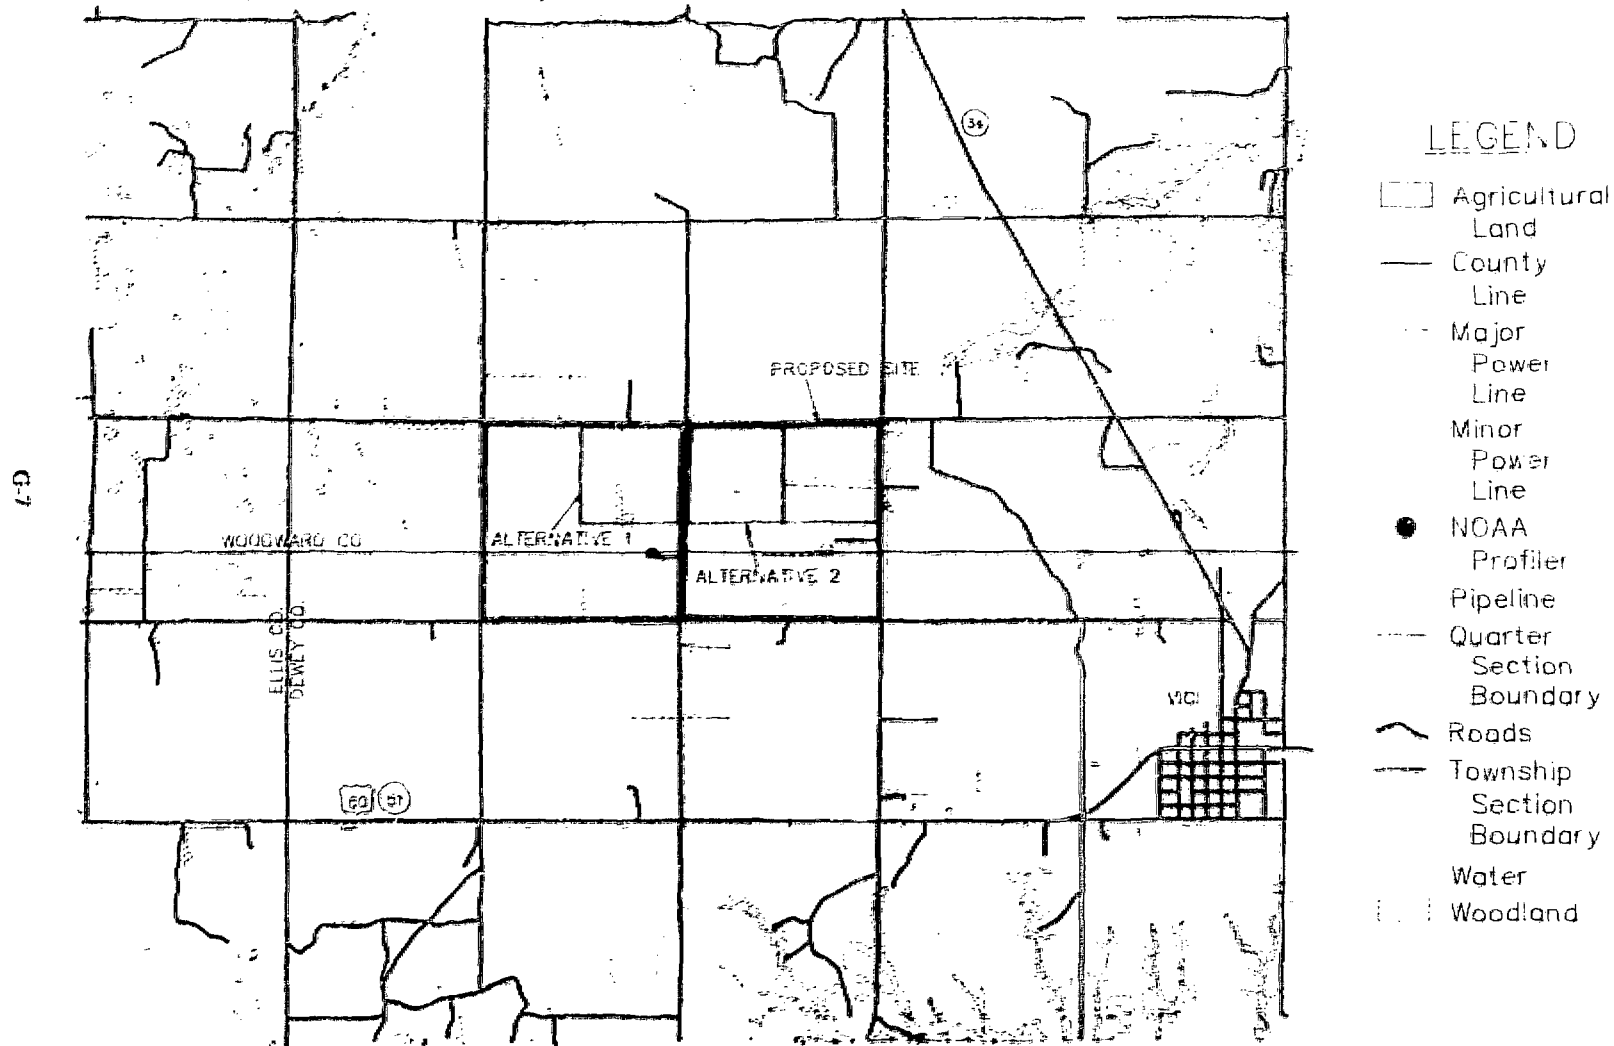 34
PROPOSED SITE
WOODWARD CO
ALTERNATIVE 1
ALTERNATIVE 2
ELLIS CO.
DEWEY CO.
VICI
60
51
G-7
LEGEND
Agricultural
Land
County
Line
Major
Power
Line
Minor
Power
Line
NOAA
Profiler
Pipeline
Quarter
Section
Boundary
Roads
Township
Section
Boundary
Water
Woodland